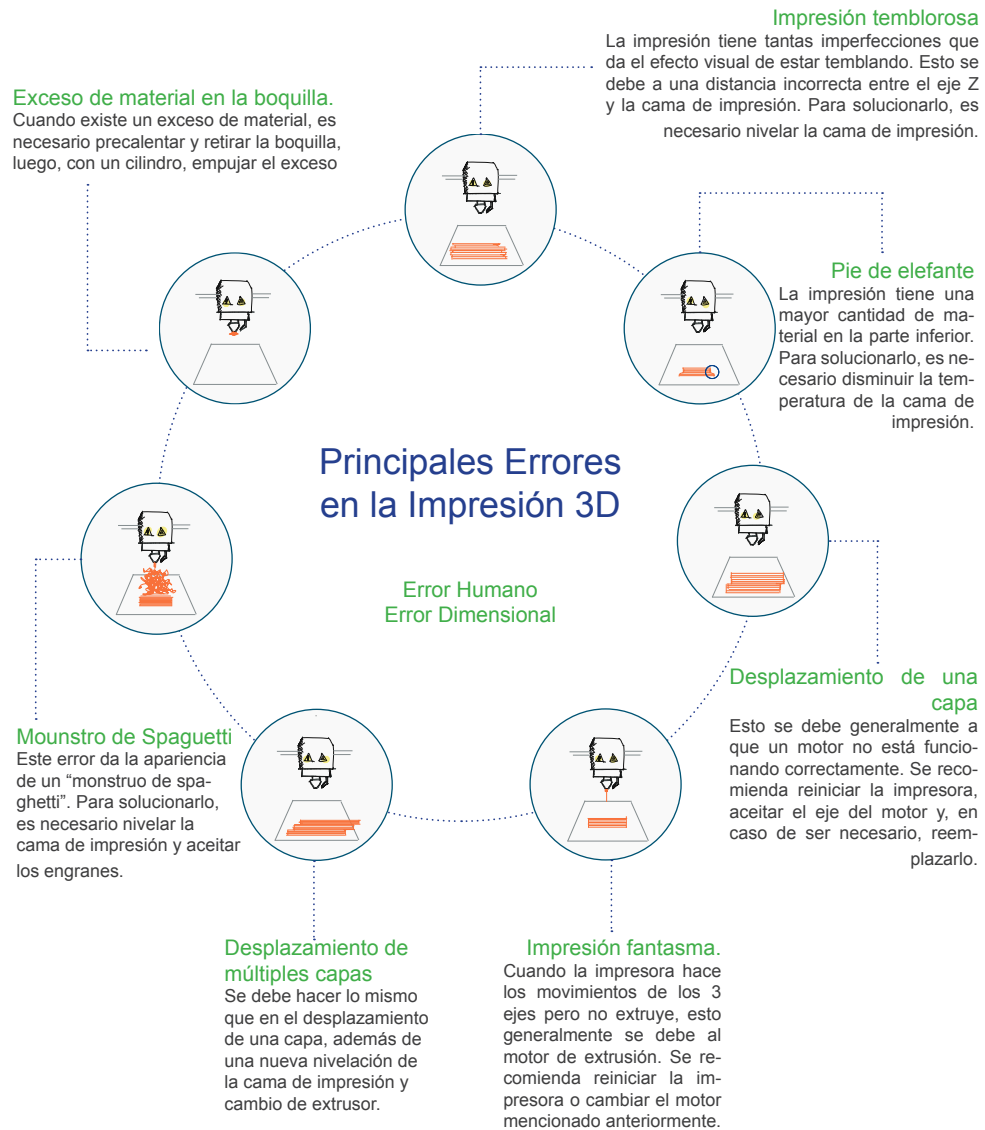 Principales Errores
en la Impresión 3D
Error Humano
Error Dimensional
Impresión temblorosa
La impresión tiene tantas imperfecciones que
da el efecto visual de estar temblando. Esto se
debe a una distancia incorrecta entre el eje Z
y la cama de impresión. Para solucionarlo, es
necesario nivelar la cama de impresión.
Pie de elefante
La impresión tiene una
mayor cantidad de ma-
terial en la parte inferior.
Para solucionarlo, es ne-
cesario disminuir la tem-
peratura de la cama de
impresión.
Desplazamiento de una
capa
Esto se debe generalmente a
que un motor no está funcio-
nando correctamente. Se reco-
mienda reiniciar la impresora,
aceitar el eje del motor y, en
caso de ser necesario, reem-
plazarlo.
Impresión fantasma.
Cuando la impresora hace
los movimientos de los 3
ejes pero no extruye, esto
generalmente se debe al
motor de extrusión. Se re-
comienda reiniciar la im-
presora o cambiar el motor
mencionado anteriormente.
Desplazamiento de
múltiples capas
Se debe hacer lo mismo
que en el desplazamiento
de una capa, además de
una nueva nivelación de
la cama de impresión y
cambio de extrusor.
Mounstro de Spaguetti
Este error da la apariencia
de un “monstruo de spa-
ghetti”. Para solucionarlo,
es necesario nivelar la
cama de impresión y aceitar
los engranes.
Exceso de material en la boquilla.
Cuando existe un exceso de material, es
necesario precalentar y retirar la boquilla,
luego, con un cilindro, empujar el exceso